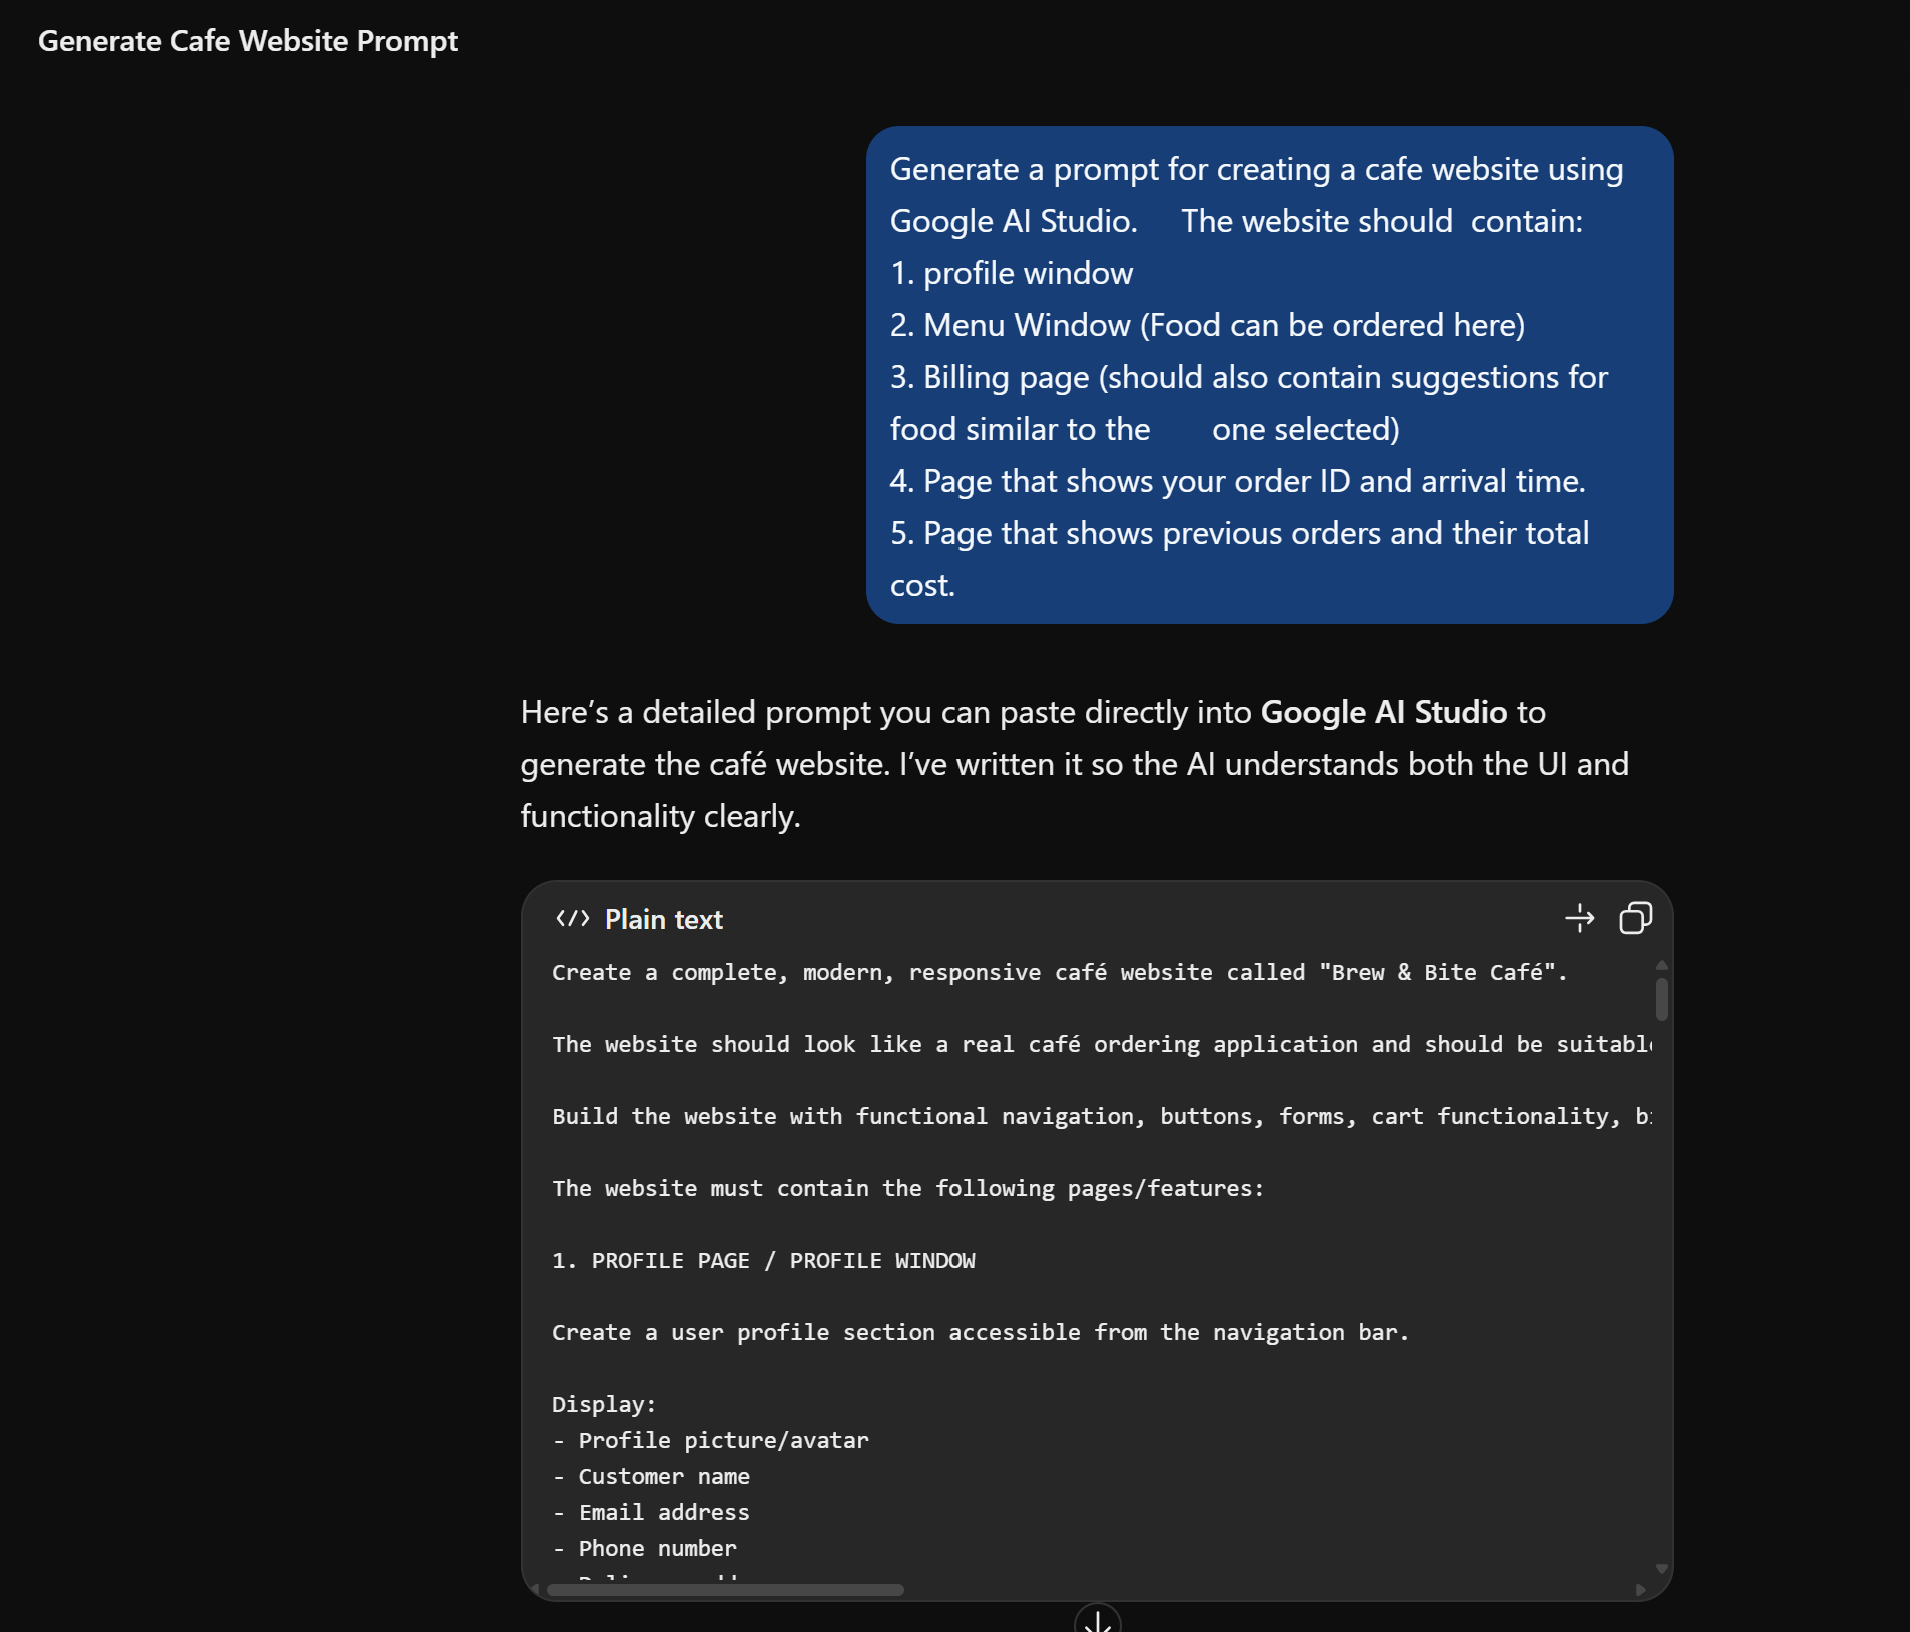 Generate Cafe Website Prompt
Generate a prompt for creating a cafe website using
Google AI Studio.     The website should  contain:
1. profile window
2. Menu Window (Food can be ordered here)
3. Billing page (should also contain suggestions for
food similar to the       one selected)
4. Page that shows your order ID and arrival time.
5. Page that shows previous orders and their total
cost.
Here’s a detailed prompt you can paste directly into Google AI Studio to
generate the café website. I’ve written it so the AI understands both the UI and
functionality clearly.
Plain text
Create a complete, modern, responsive café website called "Brew & Bite Café".
The website should look like a real café ordering application and should be
Build the website with functional navigation, buttons, forms, cart functionality,
The website must contain the following pages/features:
1. PROFILE PAGE / PROFILE WINDOW
Create a user profile section accessible from the navigation bar.
Display:
- Profile picture/avatar
- Customer name
- Email address
- Phone number